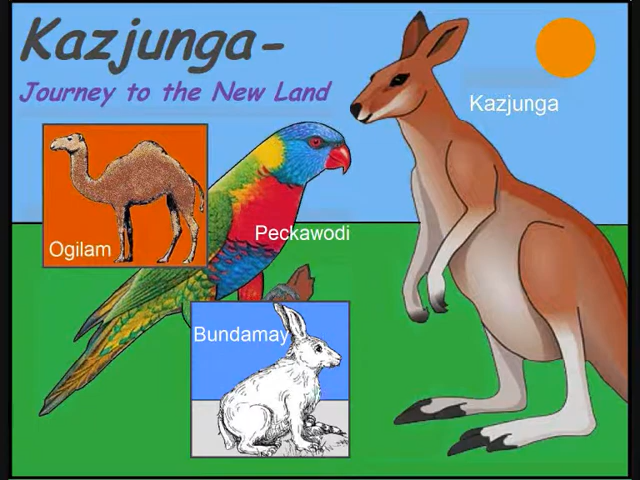 Kazjunga-
Journey to the New Land
Kazjunga
Peckawodi
Ogilam
Bundamay